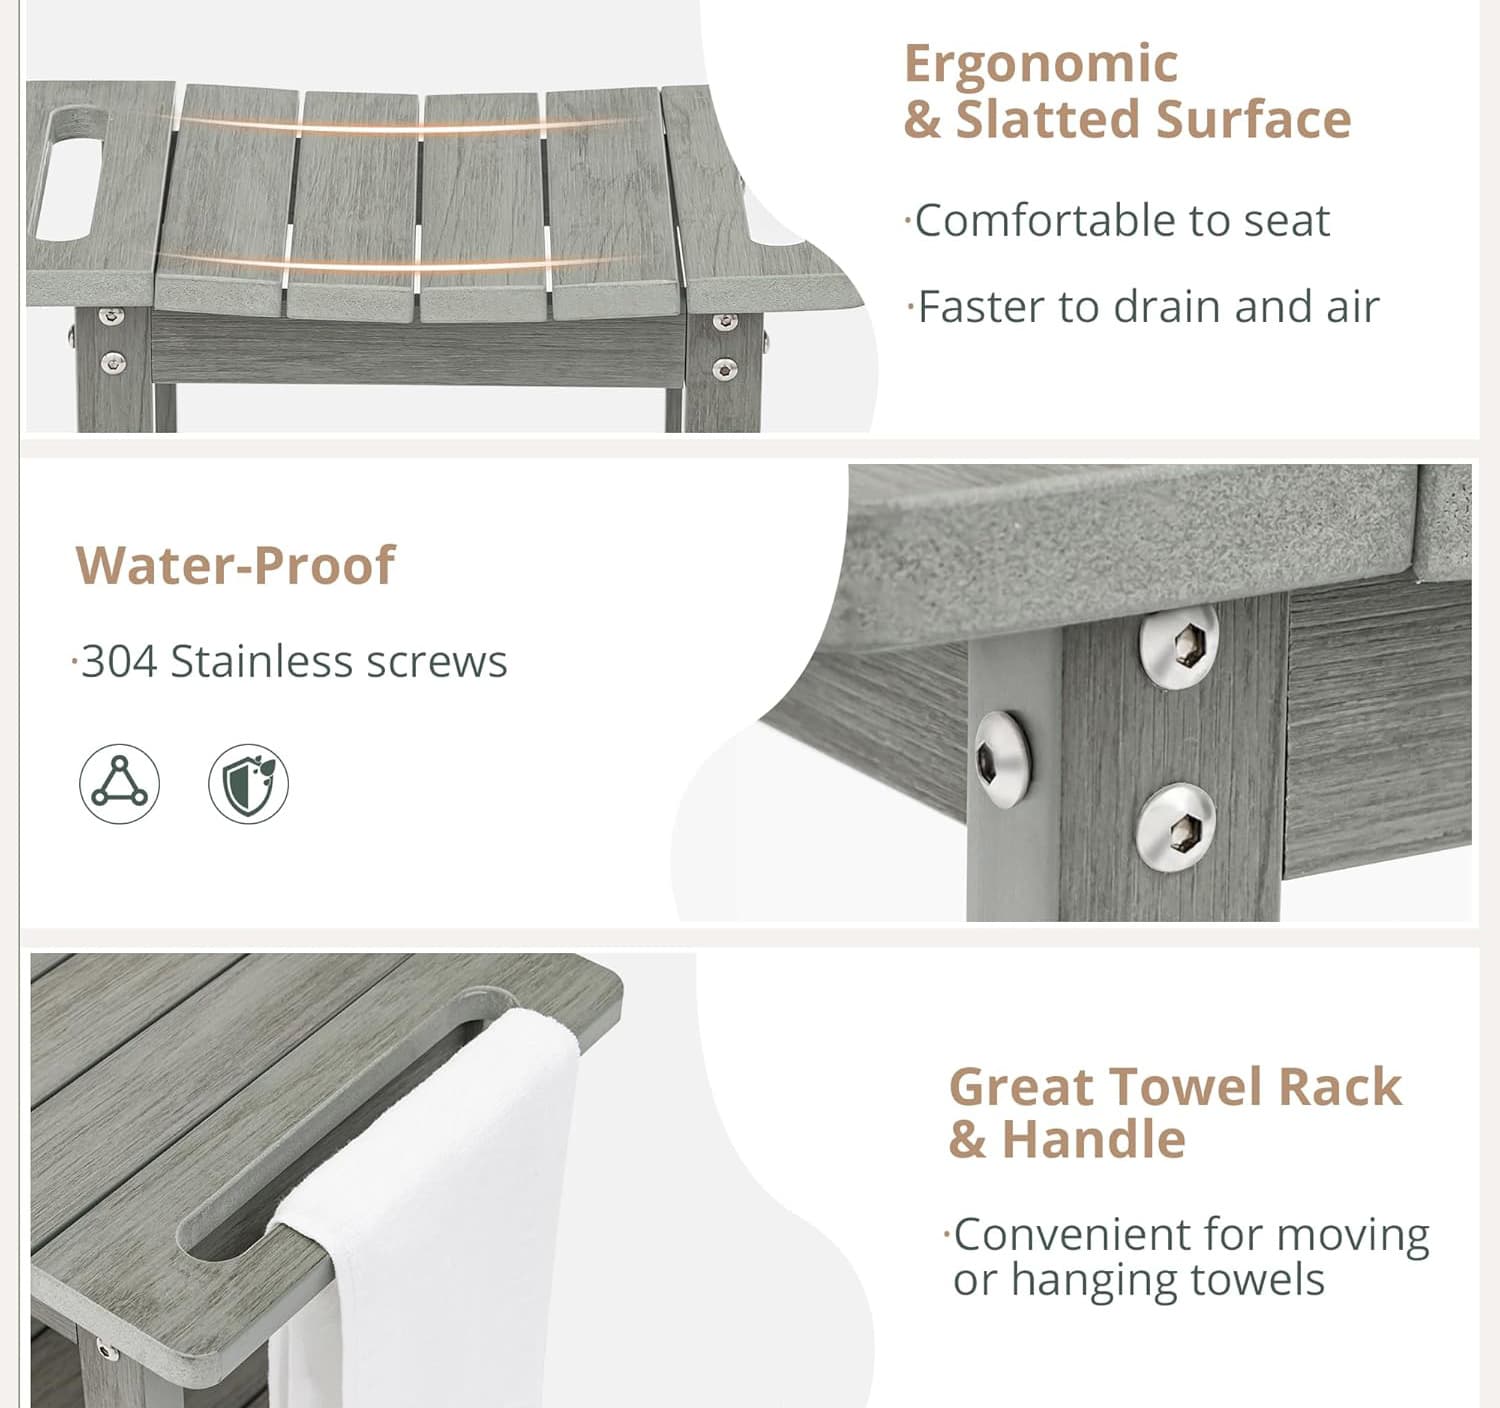 Ergonomic
& Slatted Surface
·Comfortable to seat
·Faster to drain and air
Water-Proof
·304 Stainless screws
Great Towel Rack
& Handle
·Convenient for moving
or hanging towels